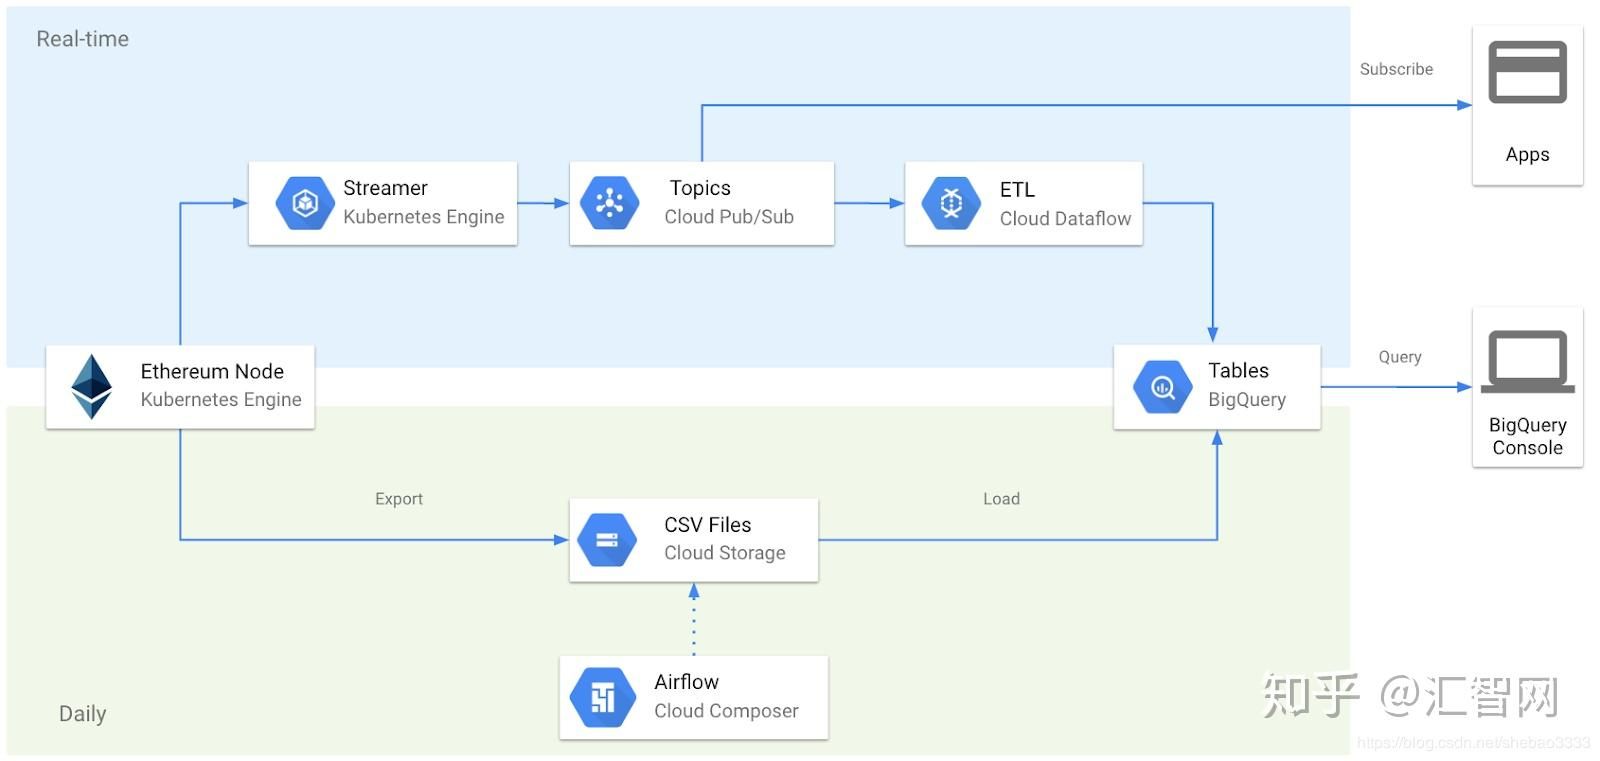 Real-time
Subscribe
Apps
Streamer
Kubernetes Engine
Topics
Cloud Pub/Sub
ETL
Cloud Dataflow
Ethereum Node
Kubernetes Engine
Tables
BigQuery
Query
BigQuery
Console
Export
Load
CSV Files
Cloud Storage
Airflow
Cloud Composer
Daily
知乎 @汇智网
https://blog.csdn.net/shebao3333